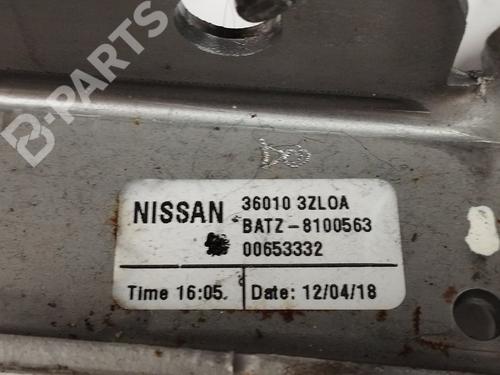 B-PARTS
NISSAN
36010 3ZL0A
BATZ-8100563
00653332
Time 16:05.
Date: 12/04/18